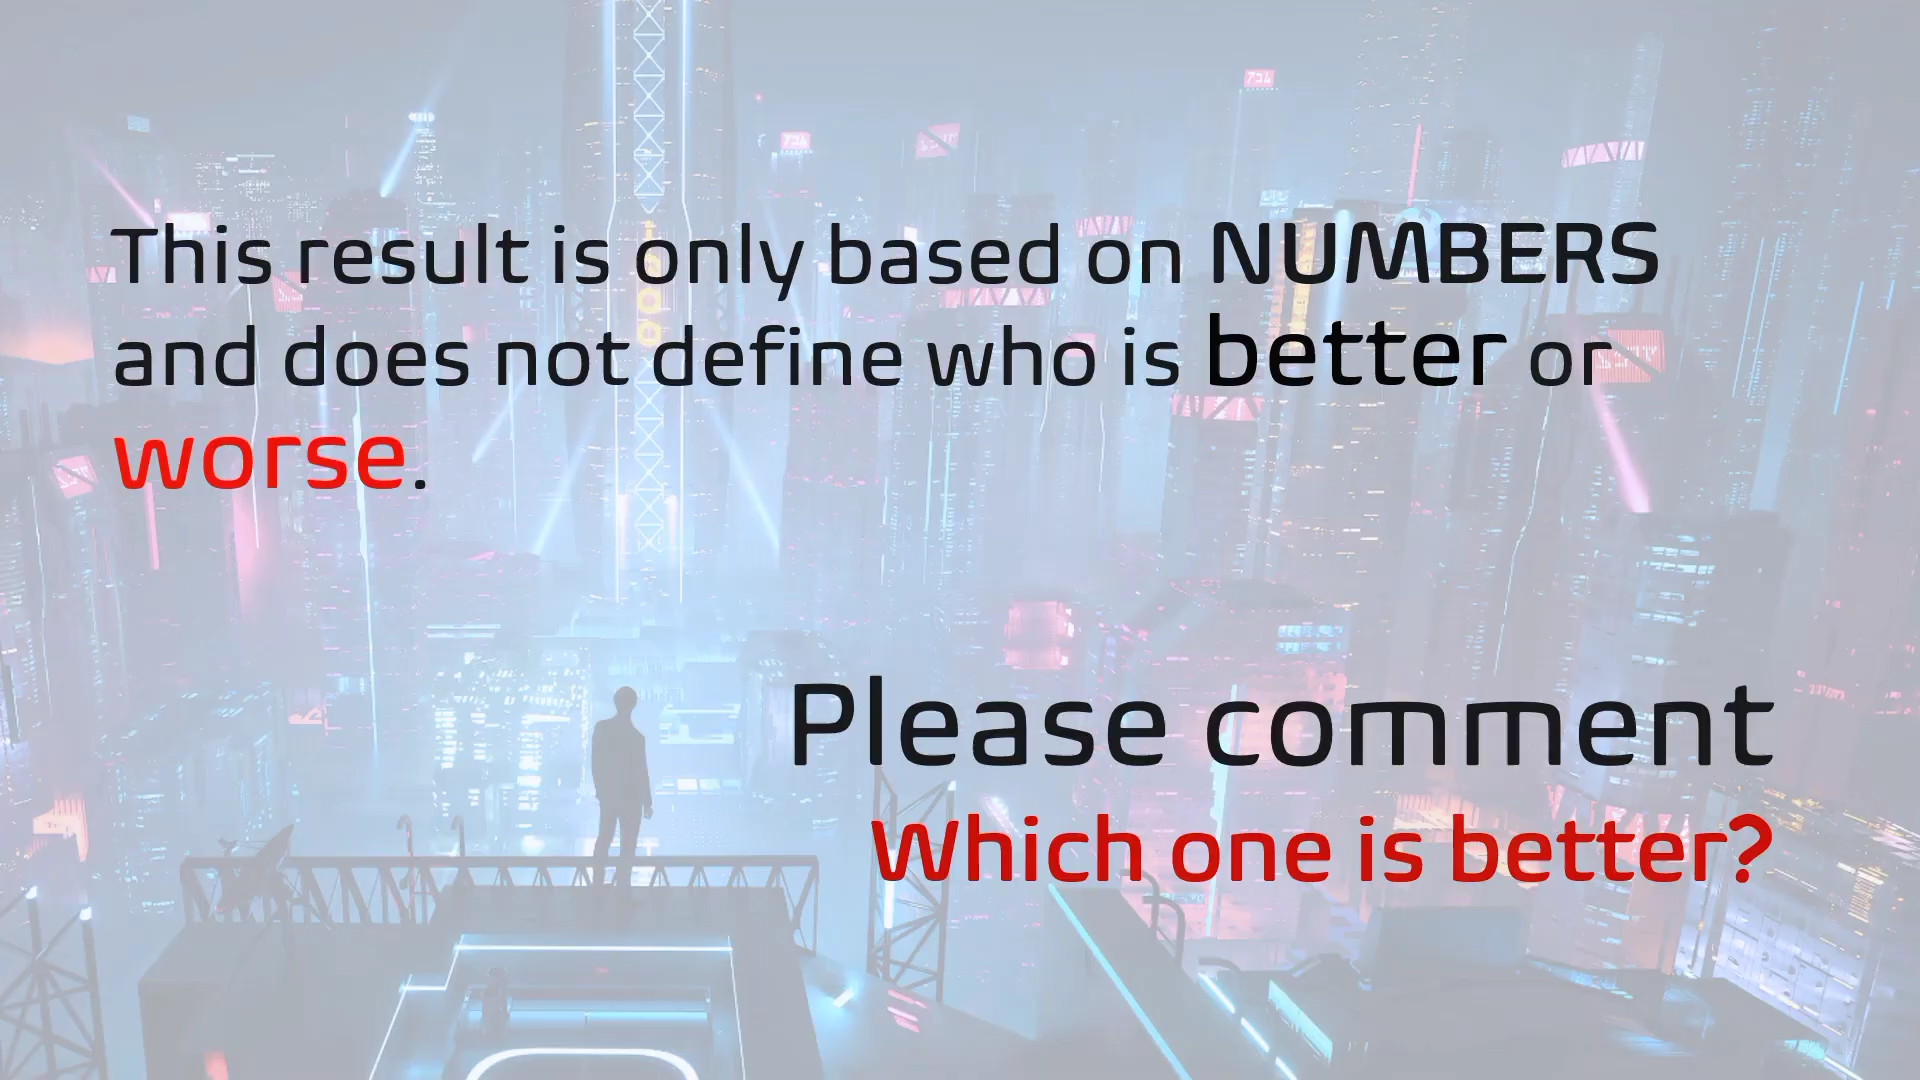 This result is only based on NUMBERS
and does not define who is better or
worse.
Please comment
Which one is better?